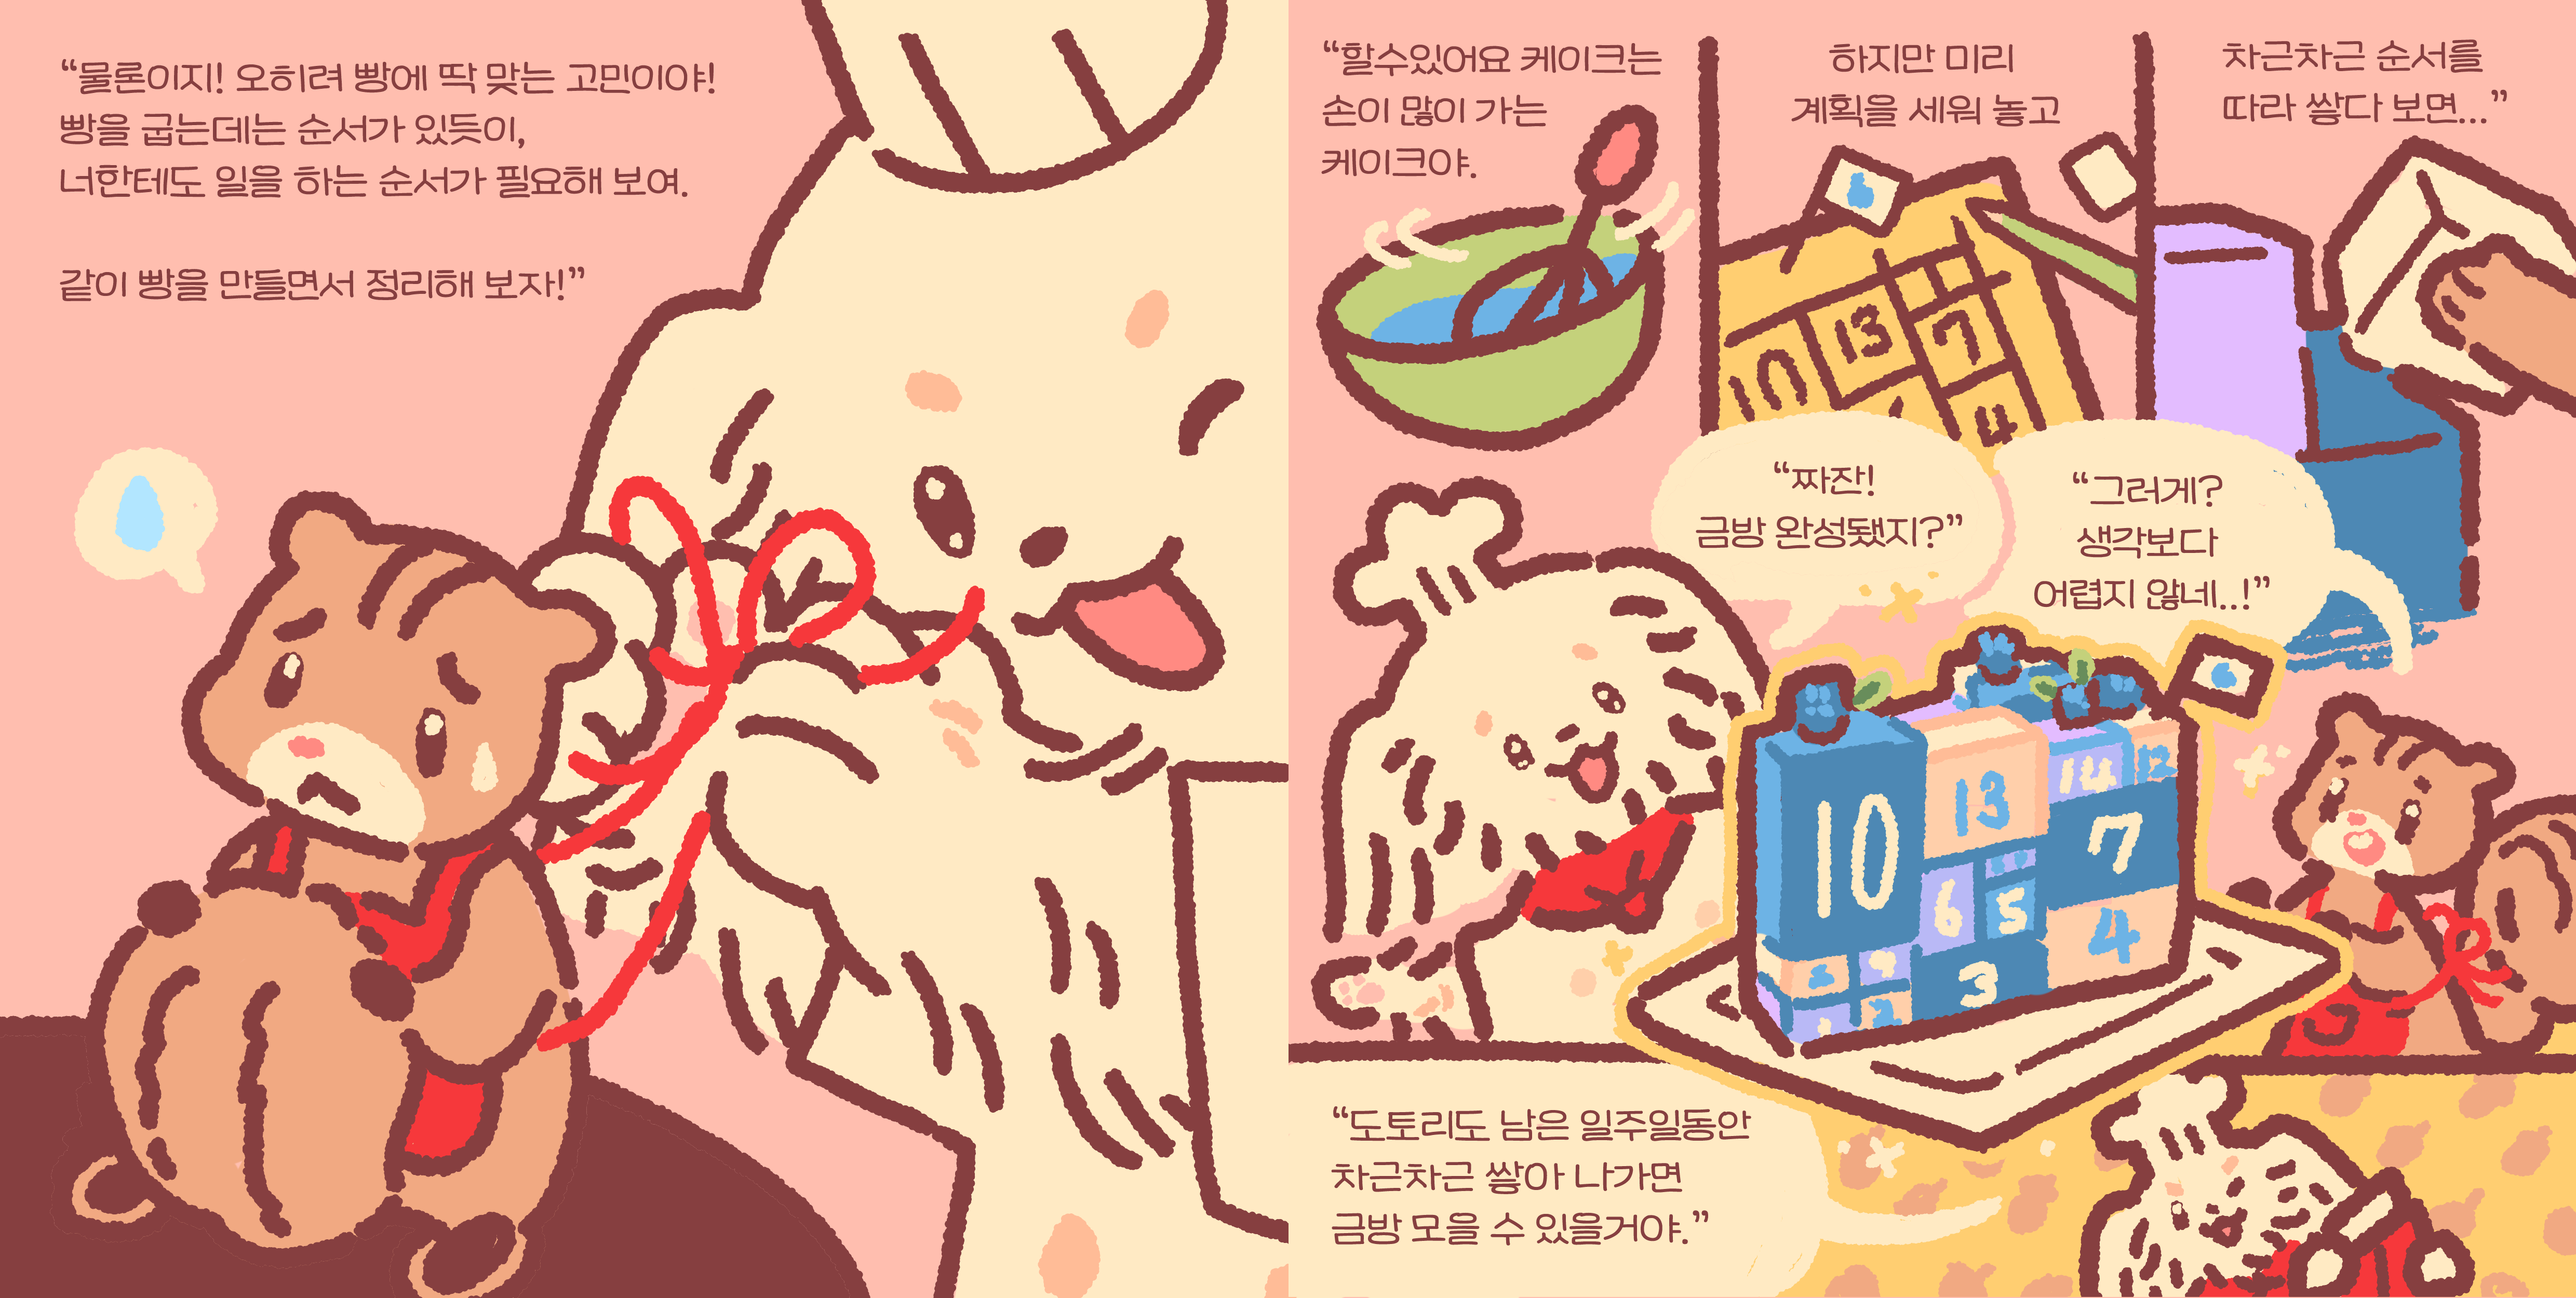 “물론이지! 오히려 빵에 딱 맞는 고민이야!
빵을 굽는데는 순서가 있듯이,
너한테도 일을 하는 순서가 필요해 보여.
같이 빵을 만들면서 정리해 보자!”
“할수있어요 케이크는
손이 많이 가는
케이크야.
하지만 미리
계획을 세워 놓고
차근차근 순서를
따라 쌓다 보면...”
10 13 7
4
“짜잔!
금방 완성됐지?”
“그러게?
생각보다
어렵지 않네..!”
10 13 14 12
7
6 5
4
3
“도토리도 남은 일주일동안
차근차근 쌓아 나가면
금방 모을 수 있을거야.”